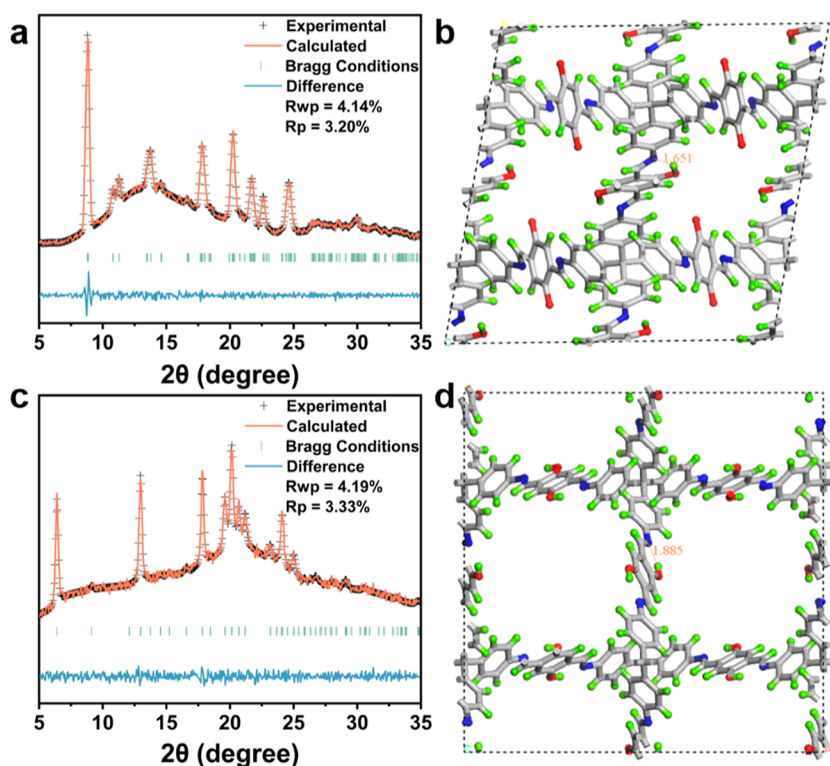 a
Experimental
Calculated
Bragg Conditions
Difference
Rwp = 4.14%
Rp = 3.20%
5 10 15 20 25 30 35
2θ (degree)
b
1.651
c
Experimental
Calculated
Bragg Conditions
Difference
Rwp = 4.19%
Rp = 3.33%
5 10 15 20 25 30 35
2θ (degree)
d
1.885